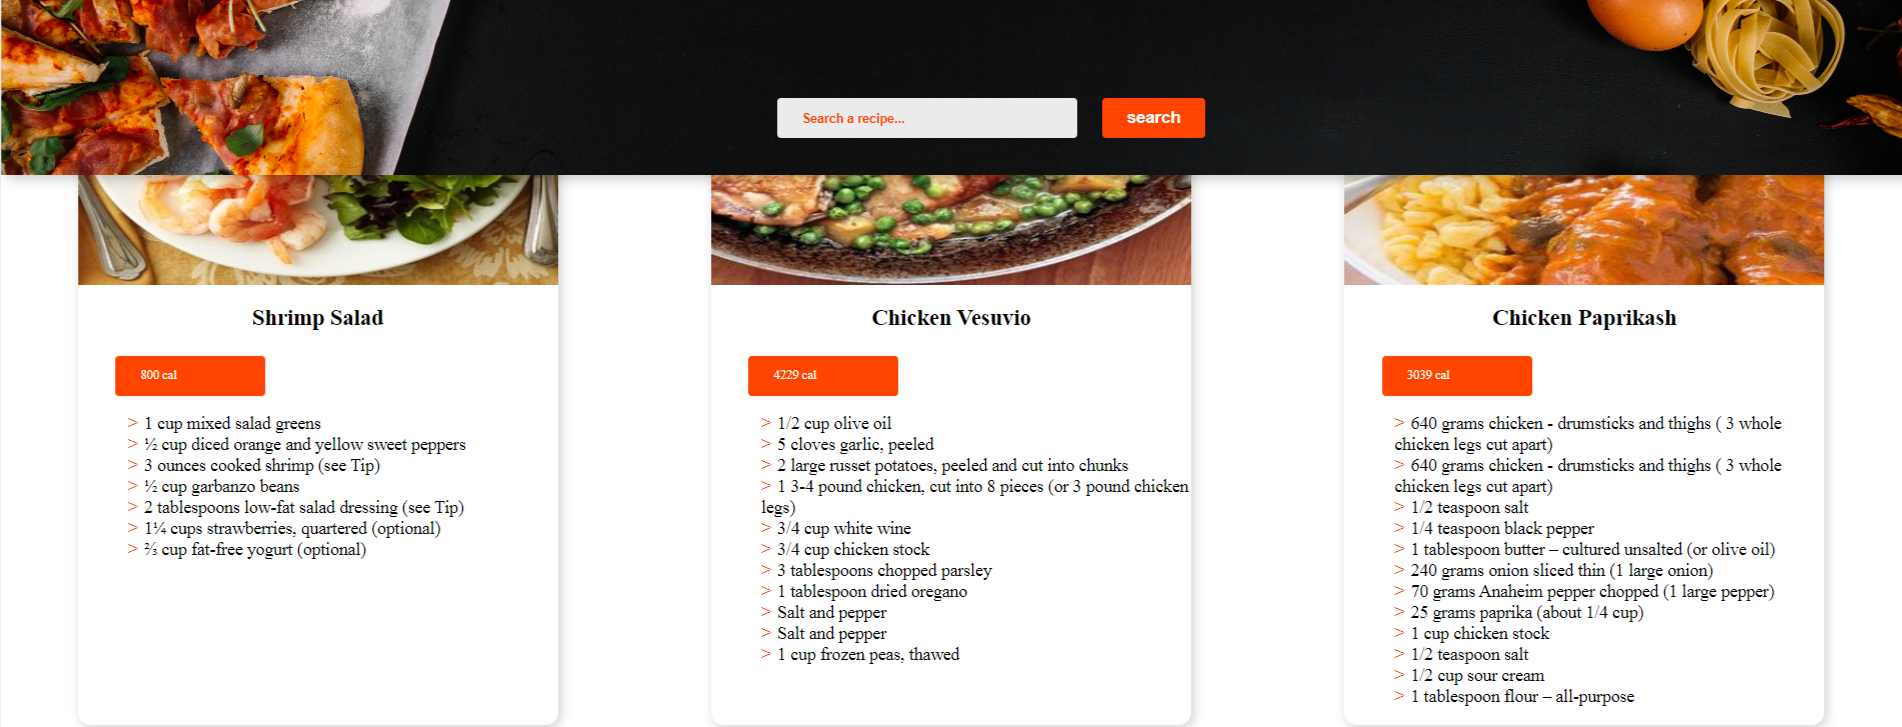 Search a recipe...
search
Shrimp Salad
800 cal
> 1 cup mixed salad greens
> ½ cup diced orange and yellow sweet peppers
> 3 ounces cooked shrimp (see Tip)
> ½ cup garbanzo beans
> 2 tablespoons low-fat salad dressing (see Tip)
> 1¼ cups strawberries, quartered (optional)
> ⅔ cup fat-free yogurt (optional)
Chicken Vesuvio
4229 cal
> 1/2 cup olive oil
> 5 cloves garlic, peeled
> 2 large russet potatoes, peeled and cut into chunks
> 1 3-4 pound chicken, cut into 8 pieces (or 3 pound chicken
legs)
> 3/4 cup white wine
> 3/4 cup chicken stock
> 3 tablespoons chopped parsley
> 1 tablespoon dried oregano
> Salt and pepper
> Salt and pepper
> 1 cup frozen peas, thawed
Chicken Paprikash
3039 cal
> 640 grams chicken - drumsticks and thighs ( 3 whole
chicken legs cut apart)
> 640 grams chicken - drumsticks and thighs ( 3 whole
chicken legs cut apart)
> 1/2 teaspoon salt
> 1/4 teaspoon black pepper
> 1 tablespoon butter – cultured unsalted (or olive oil)
> 240 grams onion sliced thin (1 large onion)
> 70 grams Anaheim pepper chopped (1 large pepper)
> 25 grams paprika (about 1/4 cup)
> 1 cup chicken stock
> 1/2 teaspoon salt
> 1/2 cup sour cream
> 1 tablespoon flour – all-purpose